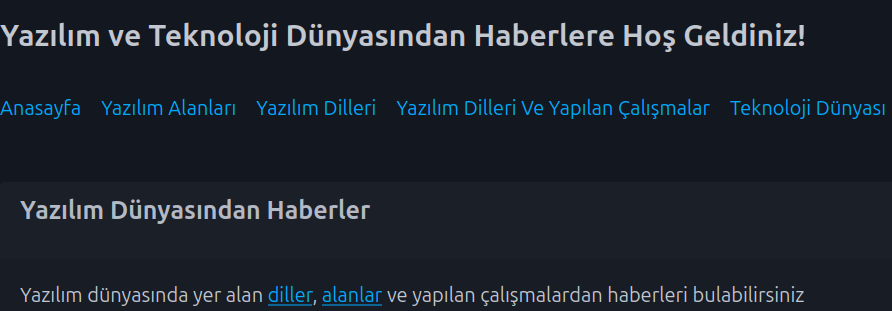 Yazılım ve Teknoloji Dünyasından Haberlere Hoş Geldiniz!
Anasayfa Yazılım Alanları Yazılım Dilleri Yazılım Dilleri Ve Yapılan Çalışmalar Teknoloji Dünyası
Yazılım Dünyasından Haberler
Yazılım dünyasında yer alan diller, alanlar ve yapılan çalışmalardan haberleri bulabilirsiniz